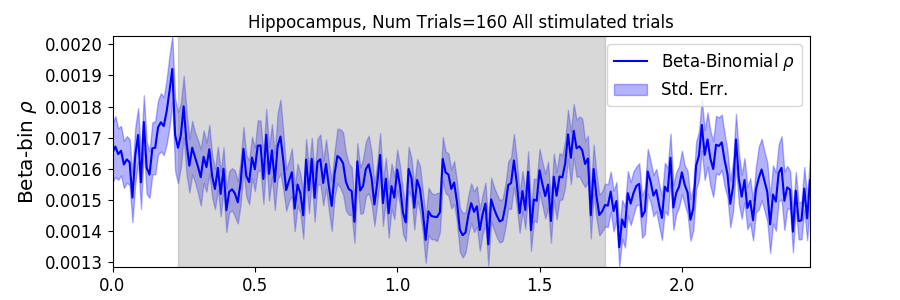 Hippocampus, Num Trials=160 All stimulated trials
Beta-bin ρ
0.0020
0.0019
0.0018
0.0017
0.0016
0.0015
0.0014
0.0013
Beta-Binomial ρ
Std. Err.
0.0 0.5 1.0 1.5 2.0